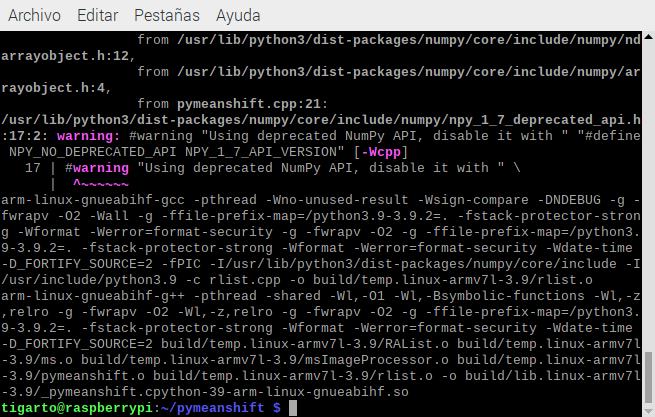 Archivo Editar Pestañas Ayuda
                 from /usr/lib/python3/dist-packages/numpy/core/include/numpy/nd
arrayobject.h:12,
                 from /usr/lib/python3/dist-packages/numpy/core/include/numpy/ar
rayobject.h:4,
                 from pymeanshift.cpp:21:
/usr/lib/python3/dist-packages/numpy/core/include/numpy/npy_1_7_deprecated_api.h
:17:2: warning: #warning "Using deprecated NumPy API, disable it with " "#define
 NPY_NO_DEPRECATED_API NPY_1_7_API_VERSION" [-Wcpp]
   17 | #warning "Using deprecated NumPy API, disable it with " \
      |  ^~~~~~~
arm-linux-gnueabihf-gcc -pthread -Wno-unused-result -Wsign-compare -DNDEBUG -g -
fwrapv -O2 -Wall -g -ffile-prefix-map=/python3.9-3.9.2=. -fstack-protector-stron
g -Wformat -Werror=format-security -g -fwrapv -O2 -g -ffile-prefix-map=/python3.
9-3.9.2=. -fstack-protector-strong -Wformat -Werror=format-security -Wdate-time
-D_FORTIFY_SOURCE=2 -fPIC -I/usr/lib/python3/dist-packages/numpy/core/include -I
/usr/include/python3.9 -c rlist.cpp -o build/temp.linux-armv7l-3.9/rlist.o
arm-linux-gnueabihf-g++ -pthread -shared -Wl,-O1 -Wl,-Bsymbolic-functions -Wl,-z
,relro -g -fwrapv -O2 -Wl,-z,relro -g -fwrapv -O2 -g -ffile-prefix-map=/python3.
9-3.9.2=. -fstack-protector-strong -Wformat -Werror=format-security -Wdate-time
-D_FORTIFY_SOURCE=2 build/temp.linux-armv7l-3.9/RAList.o build/temp.linux-armv7l
-3.9/ms.o build/temp.linux-armv7l-3.9/msImageProcessor.o build/temp.linux-armv7l
-3.9/pymeanshift.o build/temp.linux-armv7l-3.9/rlist.o -o build/lib.linux-armv7l
-3.9/_pymeanshift.cpython-39-arm-linux-gnueabihf.so
tigarto@raspberrypi:~/pymeanshift $